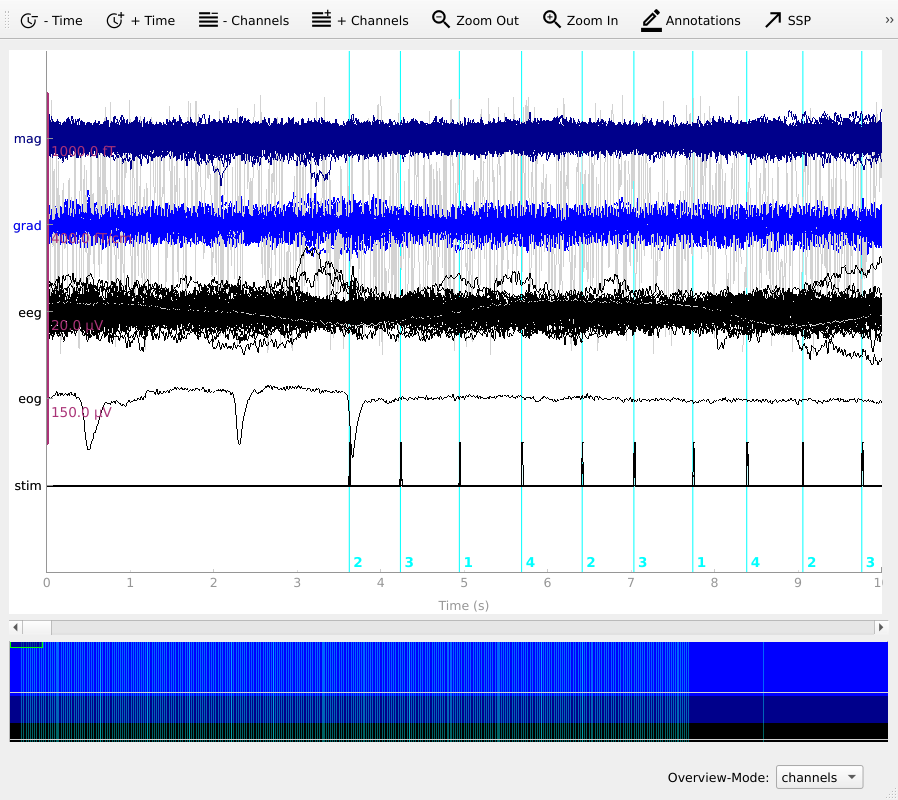 - Time + Time - Channels + Channels Zoom Out Zoom In Annotations SSP »
mag
1000.0 fT
grad
eeg
20.0 µV
eog
150.0 µV
stim
2 3 1 4 2 3 1 4 2 3
0 1 2 3 4 5 6 7 8 9
Time (s)
Overview-Mode: channels